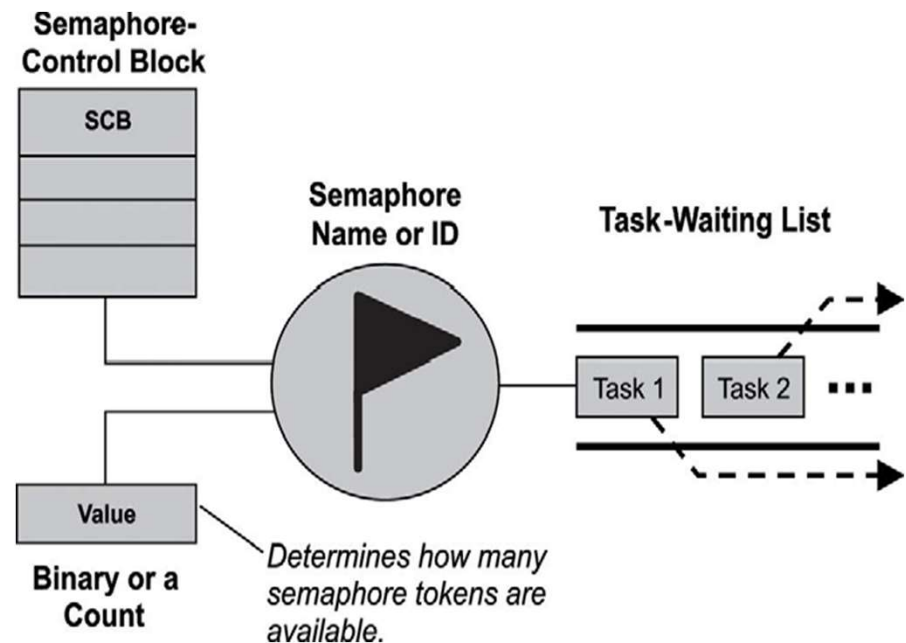 Semaphore-
Control Block
SCB
Semaphore
Name or ID
Task-Waiting List
Task 1
Task 2
Value
Binary or a
Count
Determines how many
semaphore tokens are
available.